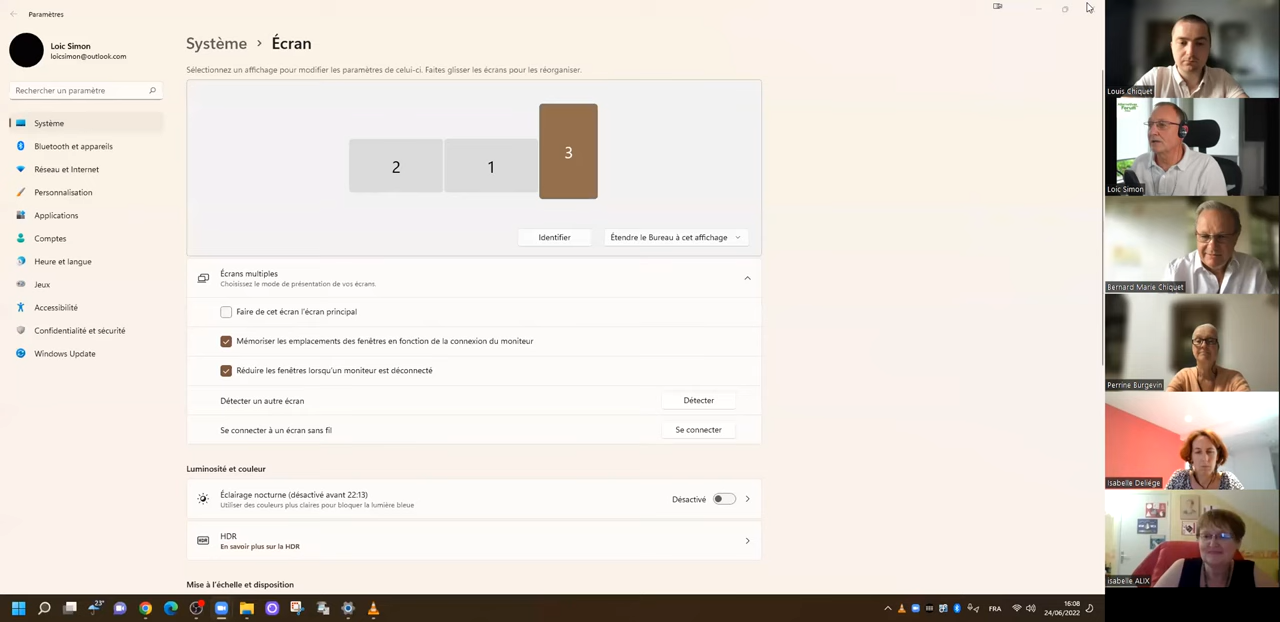 Paramètres
Loic Simon
loicsimon@outlook.com
Rechercher un paramètre
Système
Bluetooth et appareils
Réseau et Internet
Personnalisation
Applications
Comptes
Heure et langue
Jeux
Accessibilité
Confidentialité et sécurité
Windows Update
Système > Écran
Sélectionnez un affichage pour modifier les paramètres de celui-ci. Faites glisser les écrans pour les réorganiser.
2
1
3
Identifier
Étendre le Bureau à cet affichage
Écrans multiples
Choisissez le mode de présentation de vos écrans.
Faire de cet écran l'écran principal
Mémoriser les emplacements des fenêtres en fonction de la connexion du moniteur
Réduire les fenêtres lorsqu'un moniteur est déconnecté
Détecter un autre écran
Détecter
Se connecter à un écran sans fil
Se connecter
Luminosité et couleur
Éclairage nocturne (désactivé avant 22:13)
Utiliser des couleurs plus claires pour bloquer la lumière bleue
Désactivé
HDR
HDR
En savoir plus sur la HDR
Mise à l'échelle et disposition
23°
FRA
16:08
24/06/2022
Louis Chiquet
Loic Simon
Bernard Marie Chiquet
Perrine Burgevin
Isabelle Deliége
isabelle ALIX